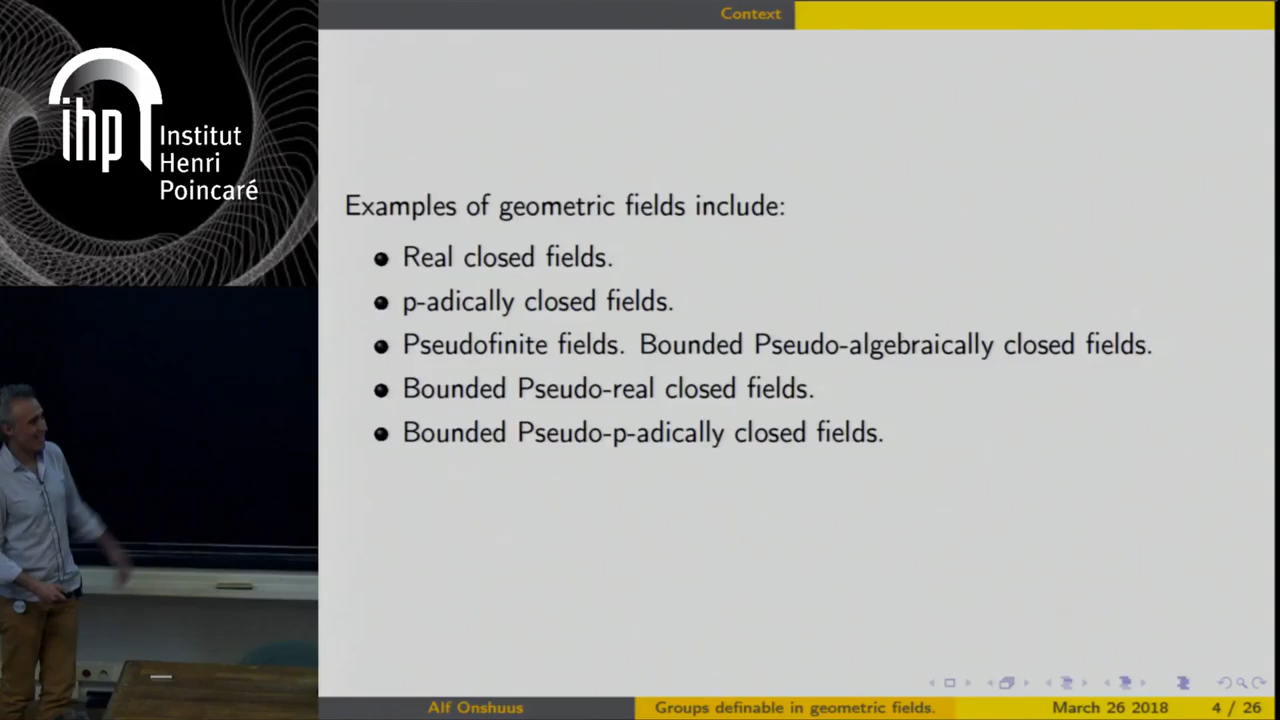 Context
ihp
Institut
Henri
Poincaré
Examples of geometric fields include:
Real closed fields.
p-adically closed fields.
Pseudofinite fields. Bounded Pseudo-algebraically closed fields.
Bounded Pseudo-real closed fields.
Bounded Pseudo-p-adically closed fields.
Alf Onshuus
Groups definable in geometric fields.
March 26 2018
4 / 26